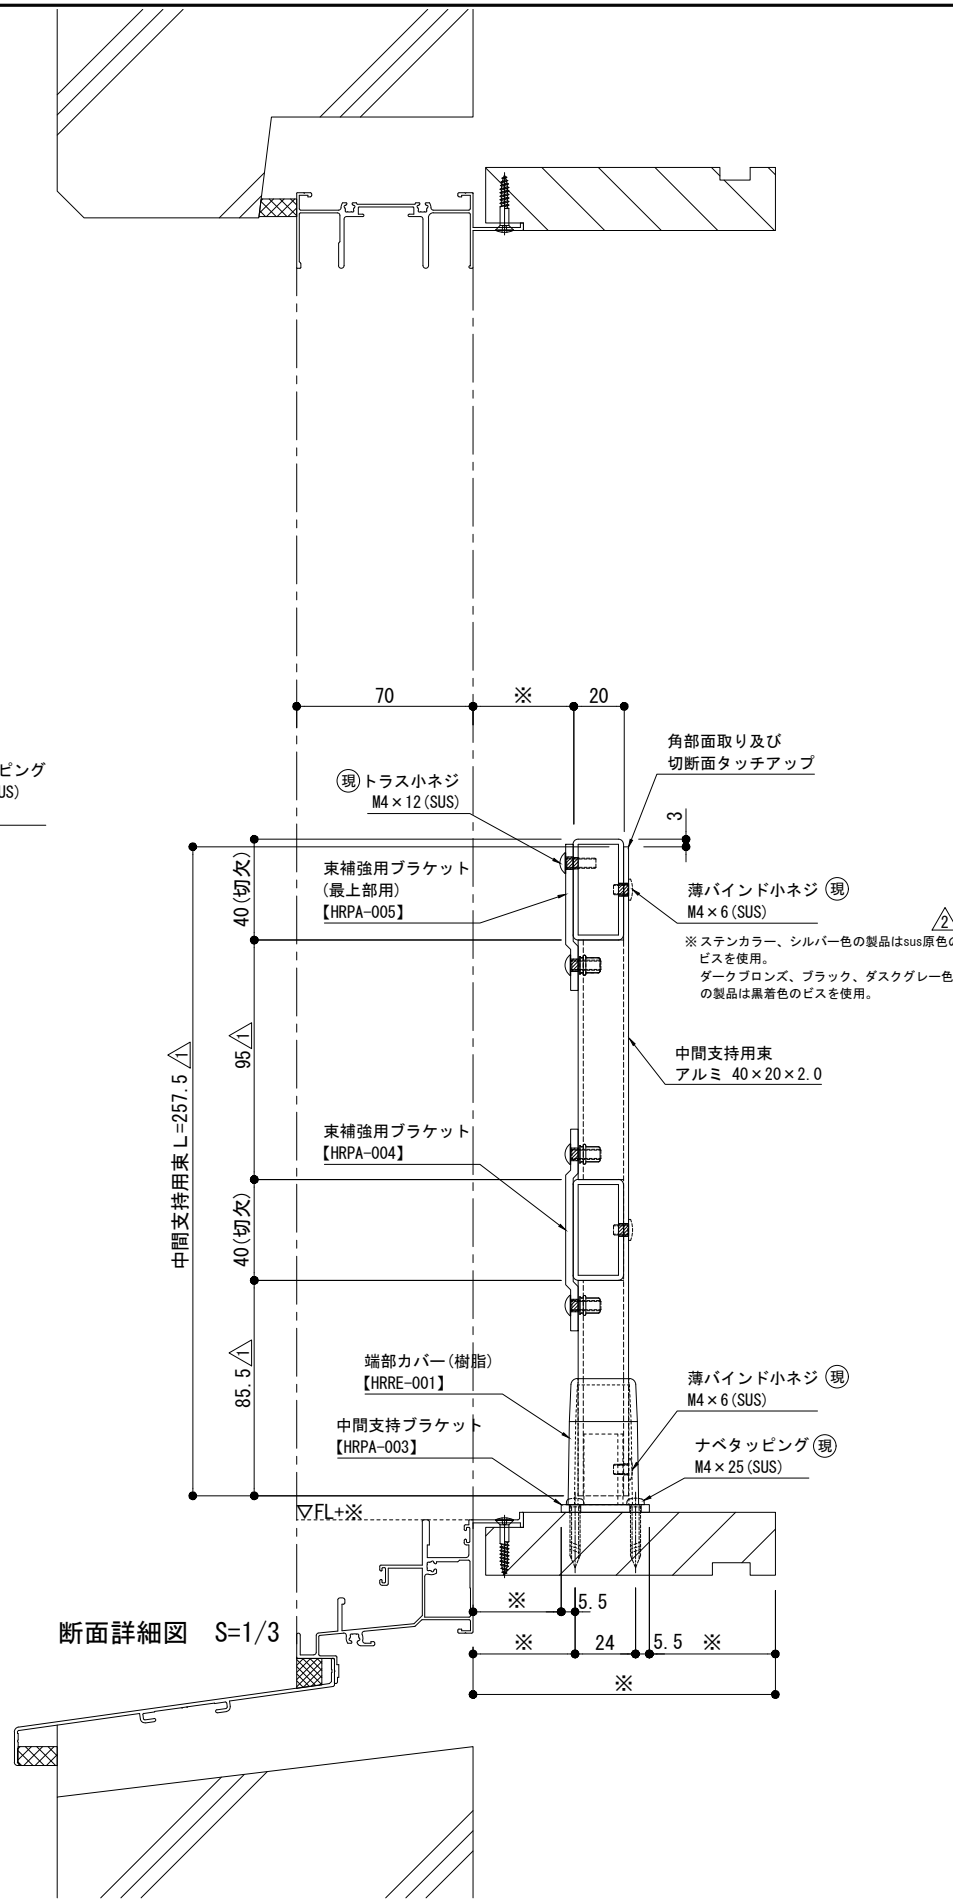 70
※
20
角部面取り及び
切断面タッチアップ
ピング
US)
現 トラス小ネジ
M4×12(SUS)
3
40(切欠)
束補強用ブラケット
(最上部用)
【HRPA-005】
薄バインド小ネジ 現
M4×6(SUS)
2
※ステンカラー、シルバー色の製品はsus原色の
ビスを使用。
ダークブロンズ、ブラック、ダスクグレー色
の製品は黒着色のビスを使用。
95 1
中間支持用束L=257.5 1
中間支持用束
アルミ 40×20×2.0
束補強用ブラケット
【HRPA-004】
40(切欠)
85.5 1
端部カバー(樹脂)
【HRRE-001】
薄バインド小ネジ 現
M4×6(SUS)
中間支持ブラケット
【HRPA-003】
ナベタッピング 現
M4×25(SUS)
▽FL+※
※
5.5
断面詳細図 S=1/3
※
24
5.5
※
※